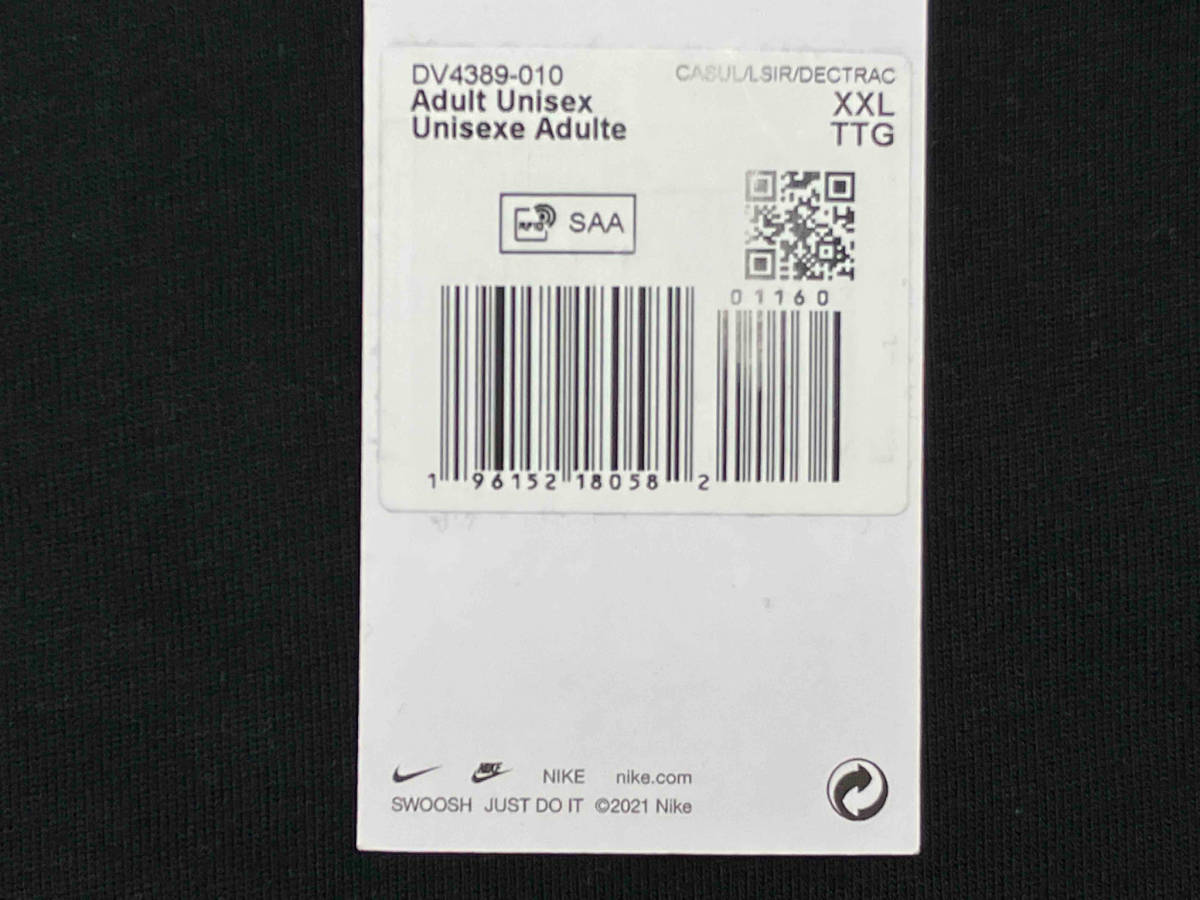 DV4389-010 CASUL/LSIR/DECTRAC
Adult Unisex XXL
Unisexe Adulte TTG
RFID SAA
01160
1 96152 18058 2
NIKE NIKE nike.com
SWOOSH JUST DO IT ©2021 Nike